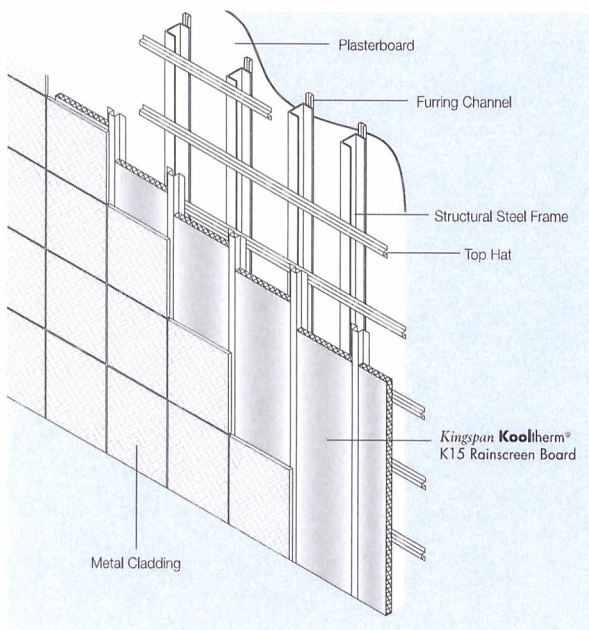 Plasterboard
Furring Channel
Structural Steel Frame
Top Hat
Kingspan Kooltherm®
K15 Rainscreen Board
Metal Cladding